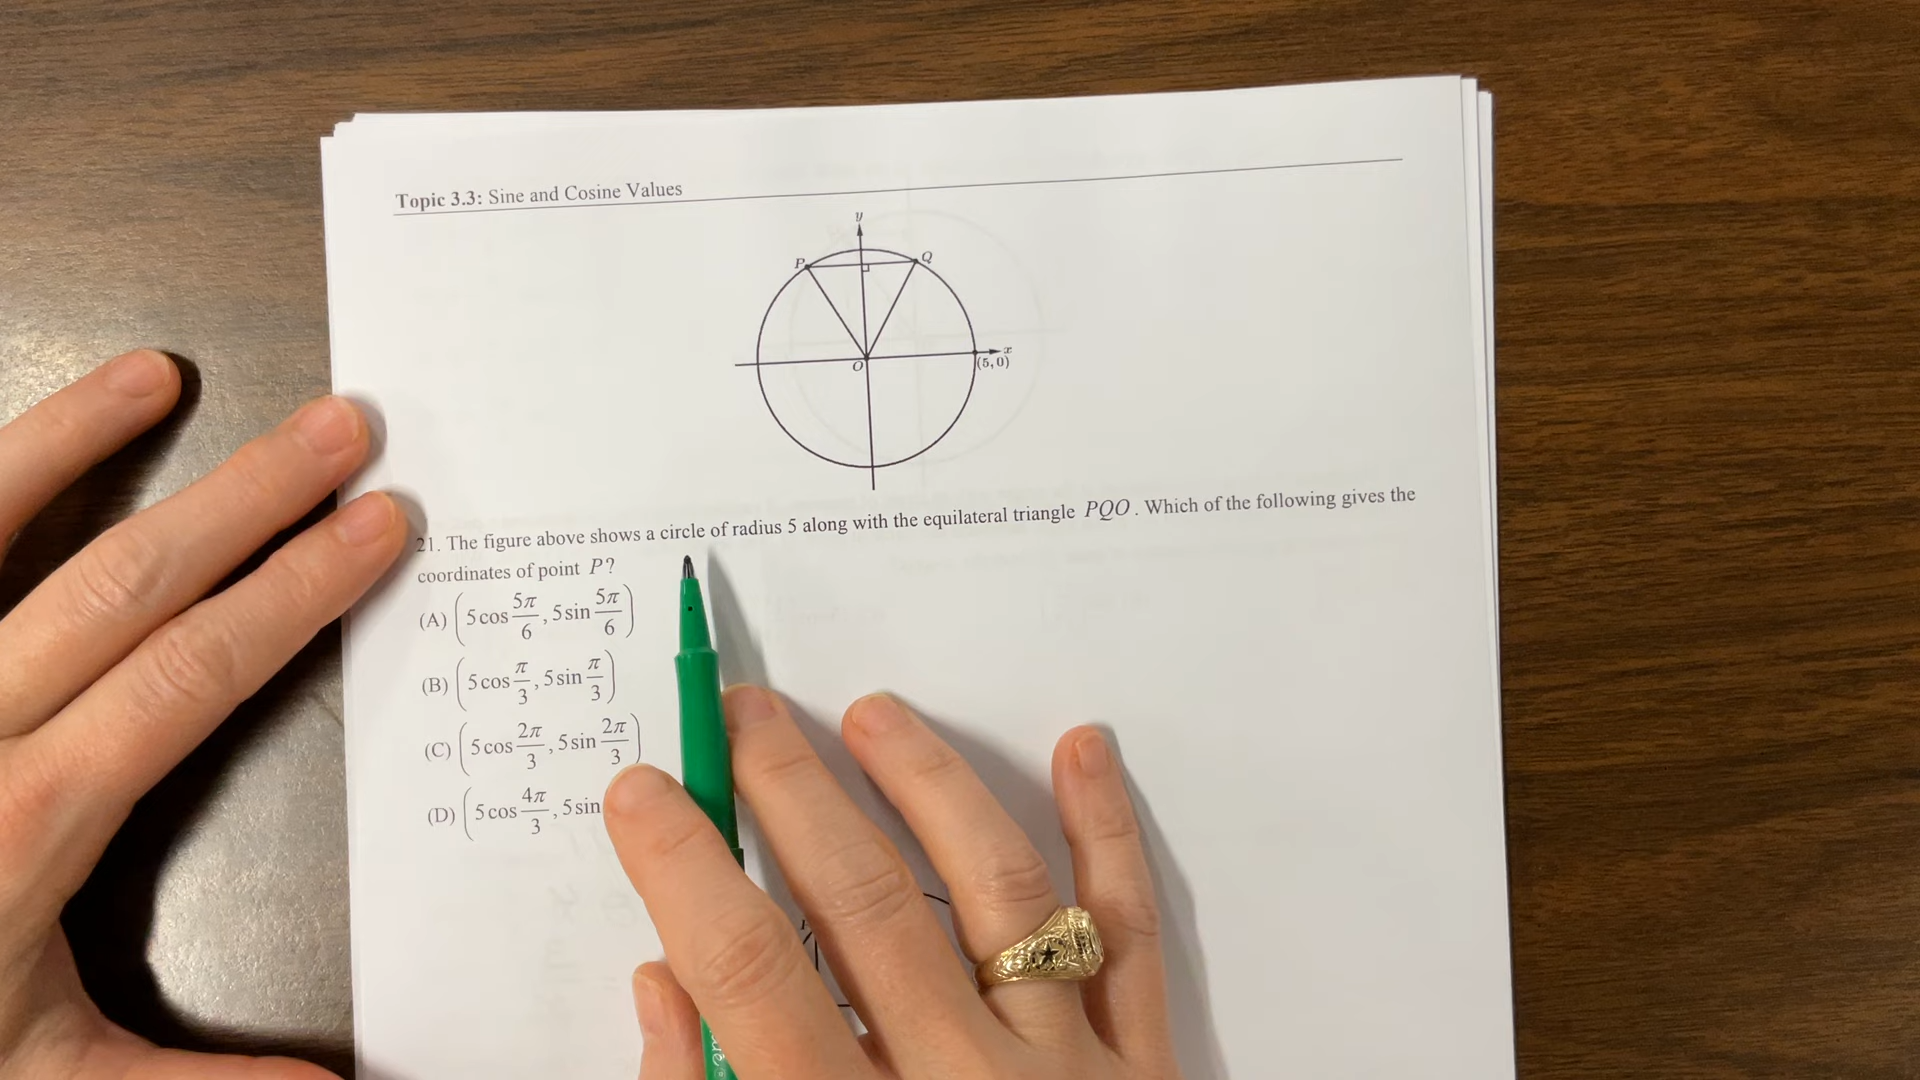 Topic 3.3: Sine and Cosine Values
y
P
Q
O
x
(5,0)
21. The figure above shows a circle of radius 5 along with the equilateral triangle PQO. Which of the following gives the
coordinates of point P?
(A) (5 cos 5π/6, 5 sin 5π/6)
(B) (5 cos π/3, 5 sin π/3)
(C) (5 cos 2π/3, 5 sin 2π/3)
(D) (5 cos 4π/3, 5 sin